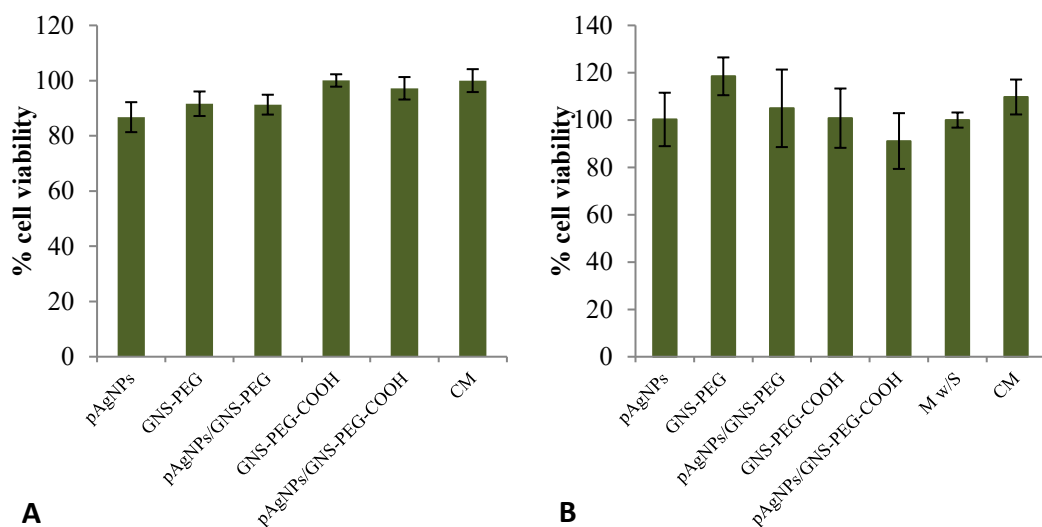 120
100
80
60
40
20
0
% cell viability
pAgNPs
GNS-PEG
pAgNPs/GNS-PEG
GNS-PEG-COOH
pAgNPs/GNS-PEG-COOH
CM
A
140
120
100
80
60
40
20
0
% cell viability
pAgNPs
GNS-PEG
pAgNPs/GNS-PEG
GNS-PEG-COOH
pAgNPs/GNS-PEG-COOH
M w/S
CM
B